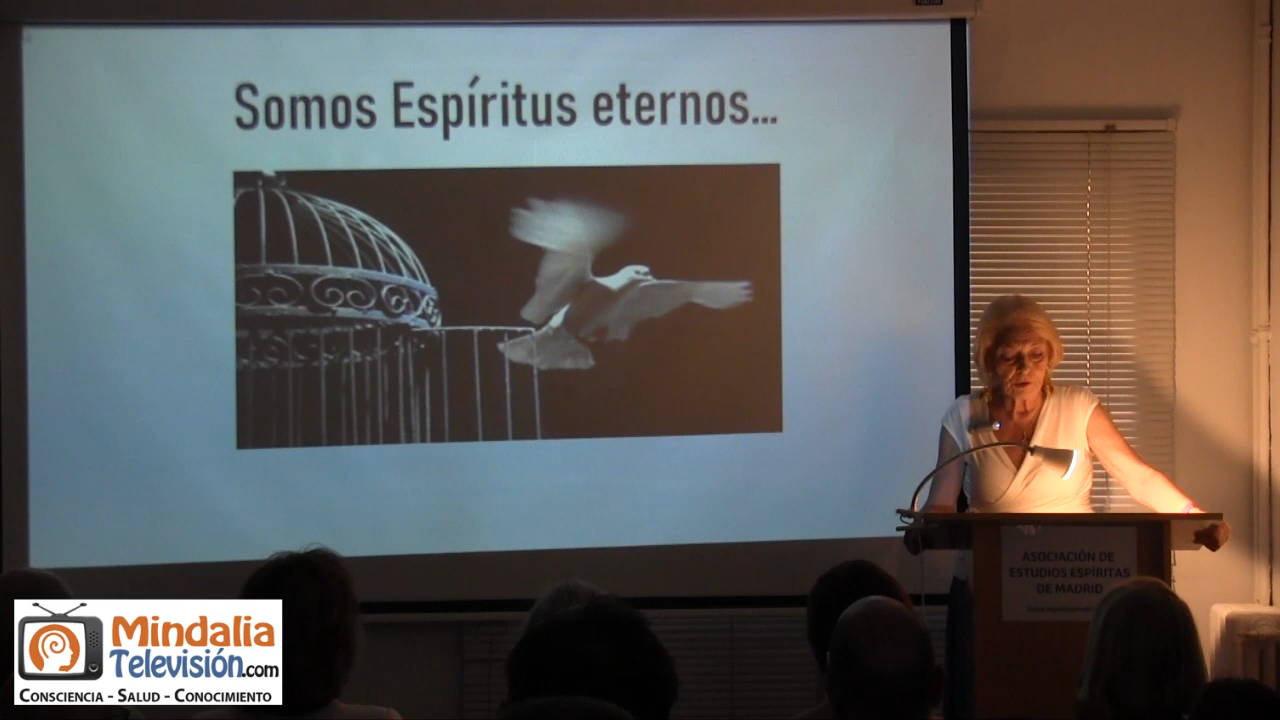 Somos Espíritus eternos...
ASOCIACIÓN DE
ESTUDIOS ESPÍRITAS
DE MADRID
Mindalia
Televisión.com
CONSCIENCIA - SALUD - CONOCIMIENTO